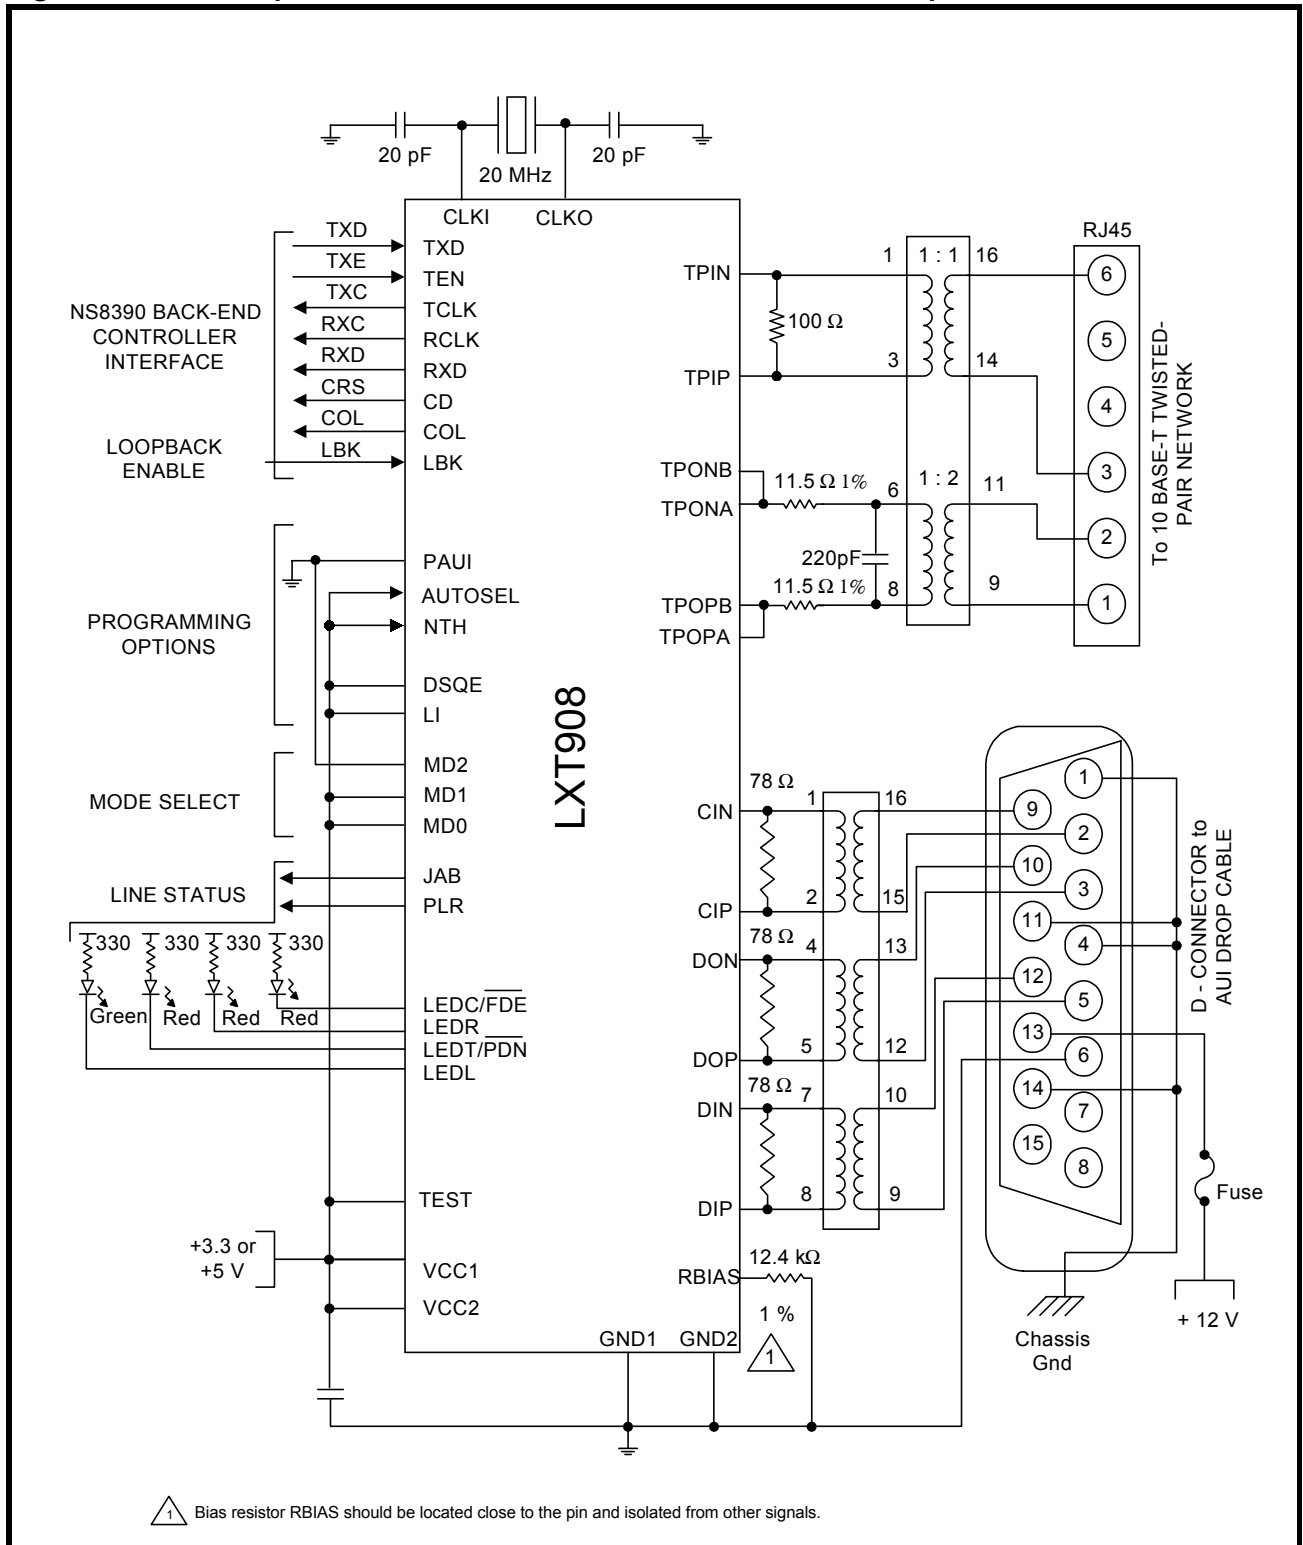 20 pF
20 MHz
20 pF
CLKI
CLKO
TXD
TXE
TXC
RXC
RXD
CRS
COL
LBK
NS8390 BACK-END
CONTROLLER
INTERFACE
LOOPBACK
ENABLE
TXD
TEN
TCLK
RCLK
RXD
CD
COL
LBK
PROGRAMMING
OPTIONS
PAUI
AUTOSEL
NTH
DSQE
LI
MODE SELECT
MD2
MD1
MD0
LINE STATUS
JAB
PLR
330
330
330
330
Green
Red
Red
Red
LEDC/FDE
LEDR
LEDT/PDN
LEDL
TEST
+3.3 or
+5 V
VCC1
VCC2
LXT908
GND1
GND2
TPIN
TPIP
100 Ω
1
1 : 1
16
3
14
TPONB
TPONA
11.5 Ω 1%
6
1 : 2
11
220pF
11.5 Ω 1%
8
9
TPOPB
TPOPA
RJ45
6
5
4
3
2
1
To 10 BASE-T TWISTED-
PAIR NETWORK
CIN
78 Ω
1
16
CIP
2
15
DON
78 Ω
4
13
DOP
5
12
DIN
78 Ω
7
10
DIP
8
9
RBIAS
12.4 kΩ
1 %
1
1
9
2
10
3
11
4
12
5
13
6
14
7
15
8
D - CONNECTOR to
AUI DROP CABLE
Fuse
+ 12 V
Chassis
Gnd
1
Bias resistor RBIAS should be located close to the pin and isolated from other signals.